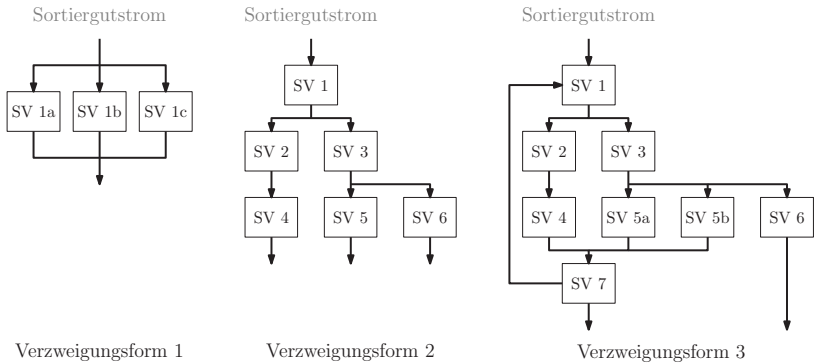 Sortiergutstrom
SV 1a
SV 1b
SV 1c
Verzweigungsform 1
Sortiergutstrom
SV 1
SV 2
SV 3
SV 4
SV 5
SV 6
Verzweigungsform 2
Sortiergutstrom
SV 1
SV 2
SV 3
SV 4
SV 5a
SV 5b
SV 6
SV 7
Verzweigungsform 3